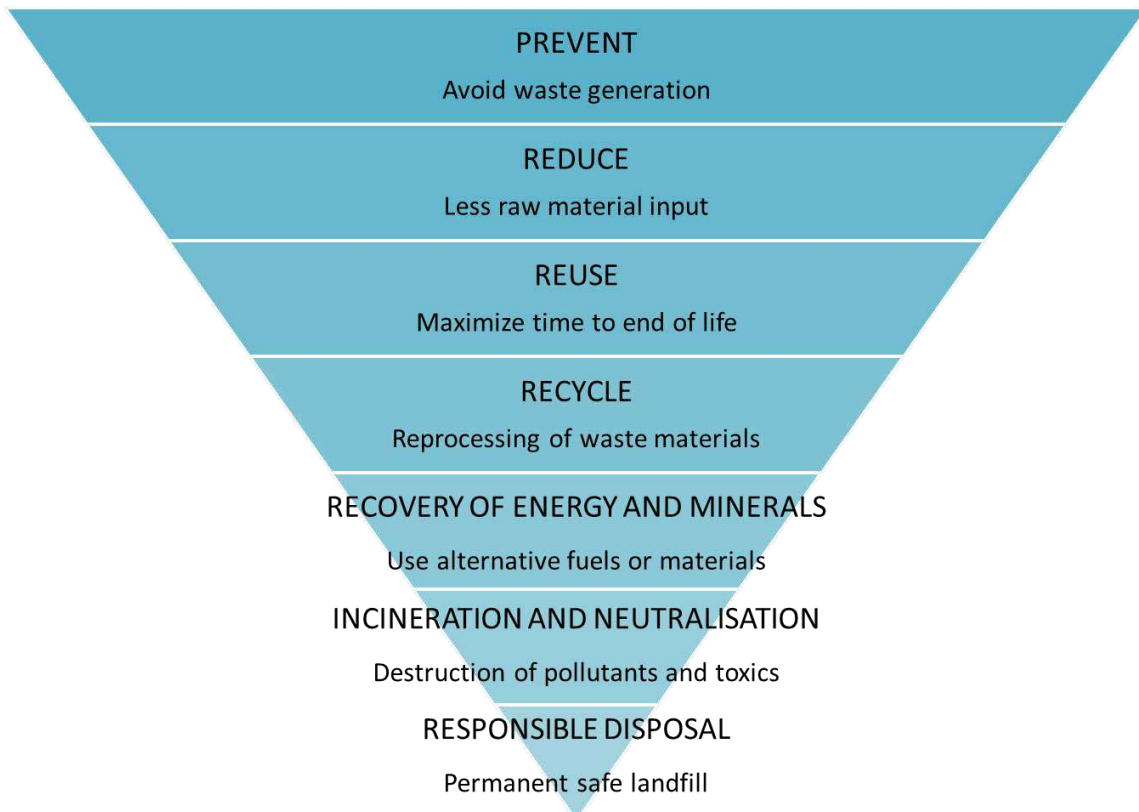 PREVENT
Avoid waste generation
REDUCE
Less raw material input
REUSE
Maximize time to end of life
RECYCLE
Reprocessing of waste materials
RECOVERY OF ENERGY AND MINERALS
Use alternative fuels or materials
INCINERATION AND NEUTRALISATION
Destruction of pollutants and toxics
RESPONSIBLE DISPOSAL
Permanent safe landfill